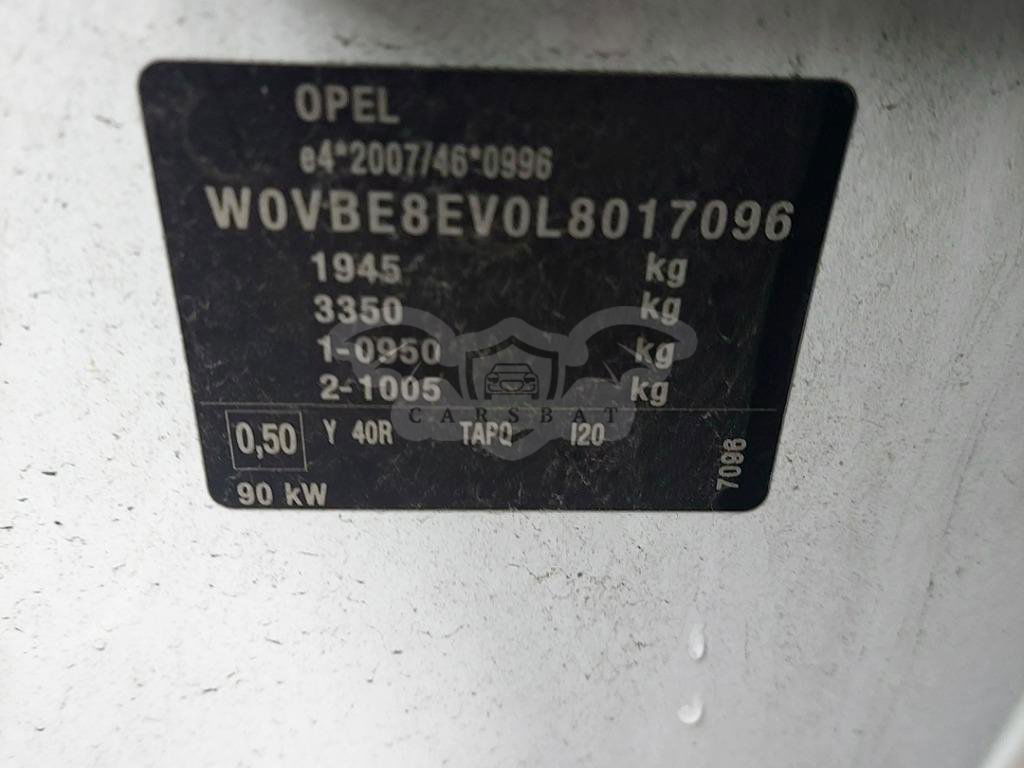 OPEL
e4*2007/46*0996
W0VBE8EV0L8017096
1945 kg
3350 kg
1-0950 kg
2-1005 kg
CARSBAT
0,50 Y 40R TAPQ I20
7096
90 kW